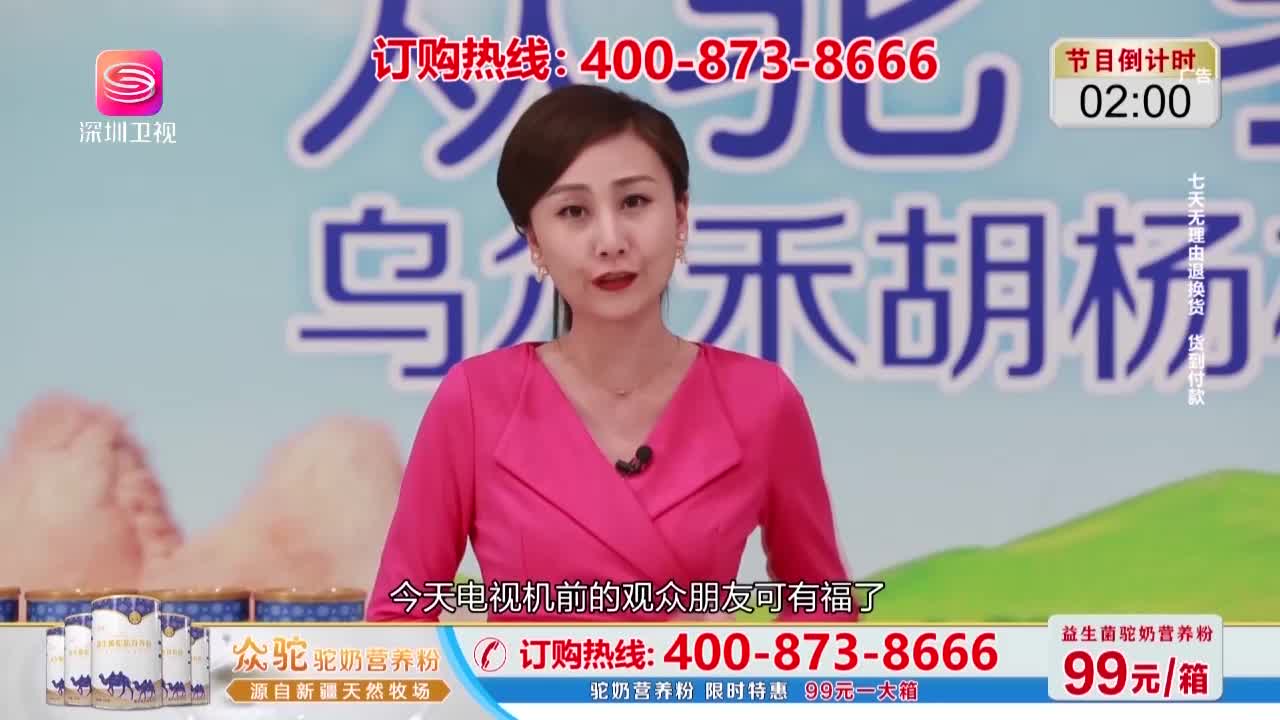 订购热线：400-873-8666
深圳卫视
节目倒计时
广告
02:00
众驼
乌尔禾胡杨
七天无理由退换货 货到付款
今天电视机前的观众朋友可有福了
众驼 驼奶营养粉
源自新疆天然牧场
订购热线:400-873-8666
驼奶营养粉 限时特惠 99元一大箱
益生菌驼奶营养粉
99元/箱